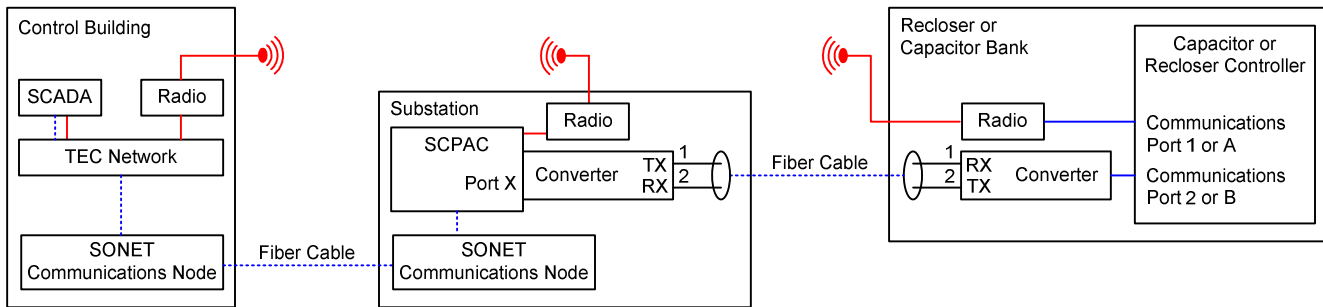 Control Building
SCADA
Radio
TEC Network
SONET
Communications Node
Fiber Cable
Substation
SCPAC
Port X
Radio
Converter
TX
RX
1
2
SONET
Communications Node
Fiber Cable
Recloser or
Capacitor Bank
Radio
1
2
RX
TX
Converter
Capacitor or
Recloser Controller
Communications
Port 1 or A
Communications
Port 2 or B